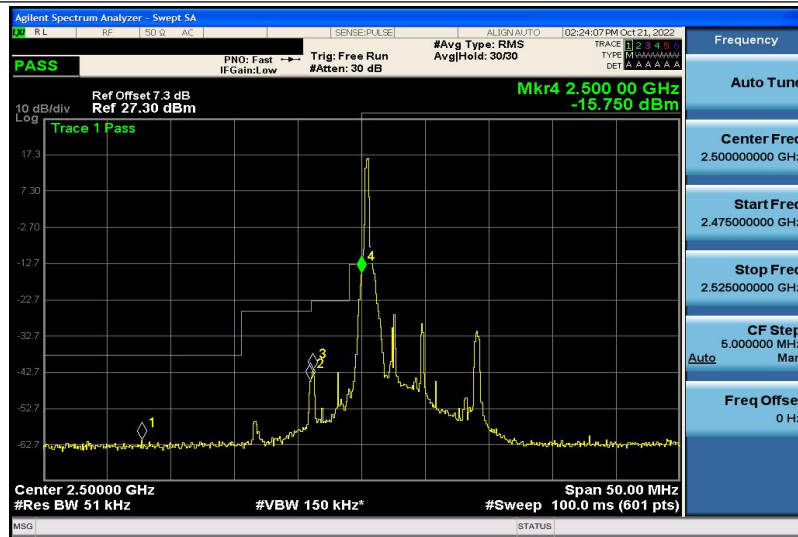 Agilent Spectrum Analyzer - Swept SA
LXI RL RF 50 Ω AC SENSE:PULSE ALIGN AUTO 02:24:07 PM Oct 21, 2022
PASS
PNO: Fast
IFGain:Low
Trig: Free Run
#Atten: 30 dB
#Avg Type: RMS
Avg|Hold: 30/30
TRACE 1 2 3 4 5 6
TYPE M W W W W W
DET A A A A A A
Ref Offset 7.3 dB
Ref 27.30 dBm
10 dB/div
Log
Mkr4 2.500 00 GHz
-15.750 dBm
Trace 1 Pass
17.3
7.30
-2.70
-12.7
-22.7
-32.7
-42.7
-52.7
-62.7
1
2
3
4
Center 2.50000 GHz
Span 50.00 MHz
#Res BW 51 kHz
#VBW 150 kHz*
#Sweep 100.0 ms (601 pts)
MSG
STATUS
Frequency
Auto Tune
Center Freq
2.500000000 GHz
Start Freq
2.475000000 GHz
Stop Freq
2.525000000 GHz
CF Step
5.000000 MHz
Auto Man
Freq Offset
0 Hz